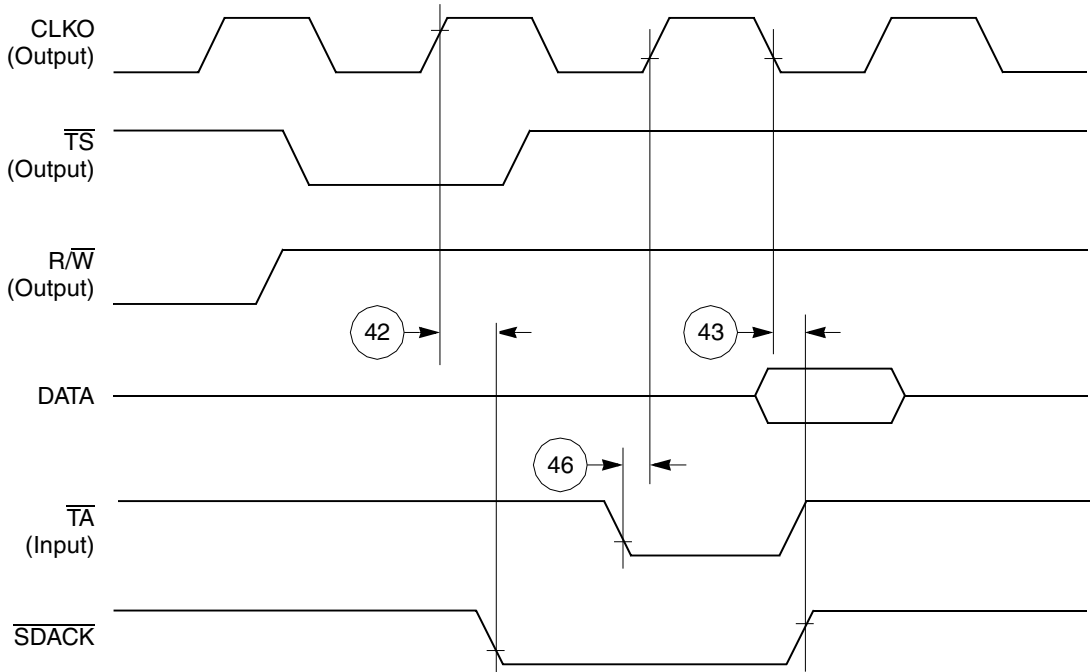 CLKO
(Output)
TS
(Output)
R/W
(Output)
42
43
DATA
46
TA
(Input)
SDACK